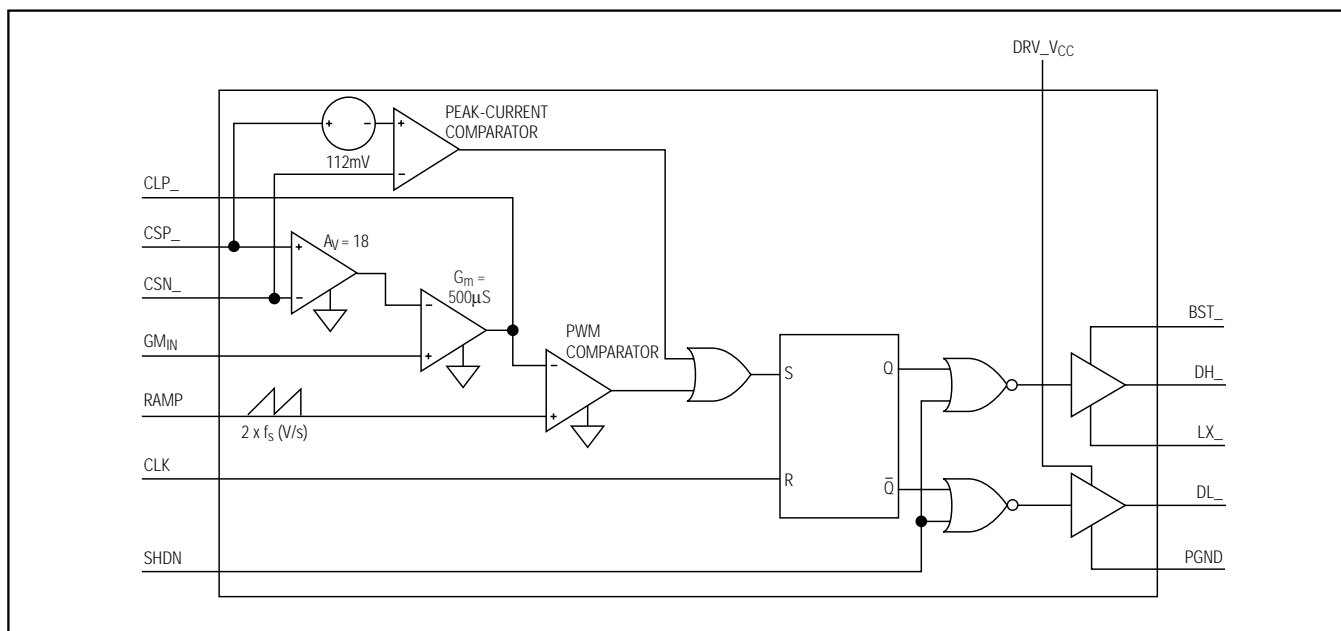 DRV_VCC
PEAK-CURRENT
COMPARATOR
+
−
+
112mV
−
CLP_
CSP_
AV = 18
+
CSN_
−
Gm =
500µS
−
GMIN
+
PWM
COMPARATOR
−
RAMP
+
2 x fS (V/s)
CLK
SHDN
S
Q
R
Q̅
BST_
DH_
LX_
DL_
PGND